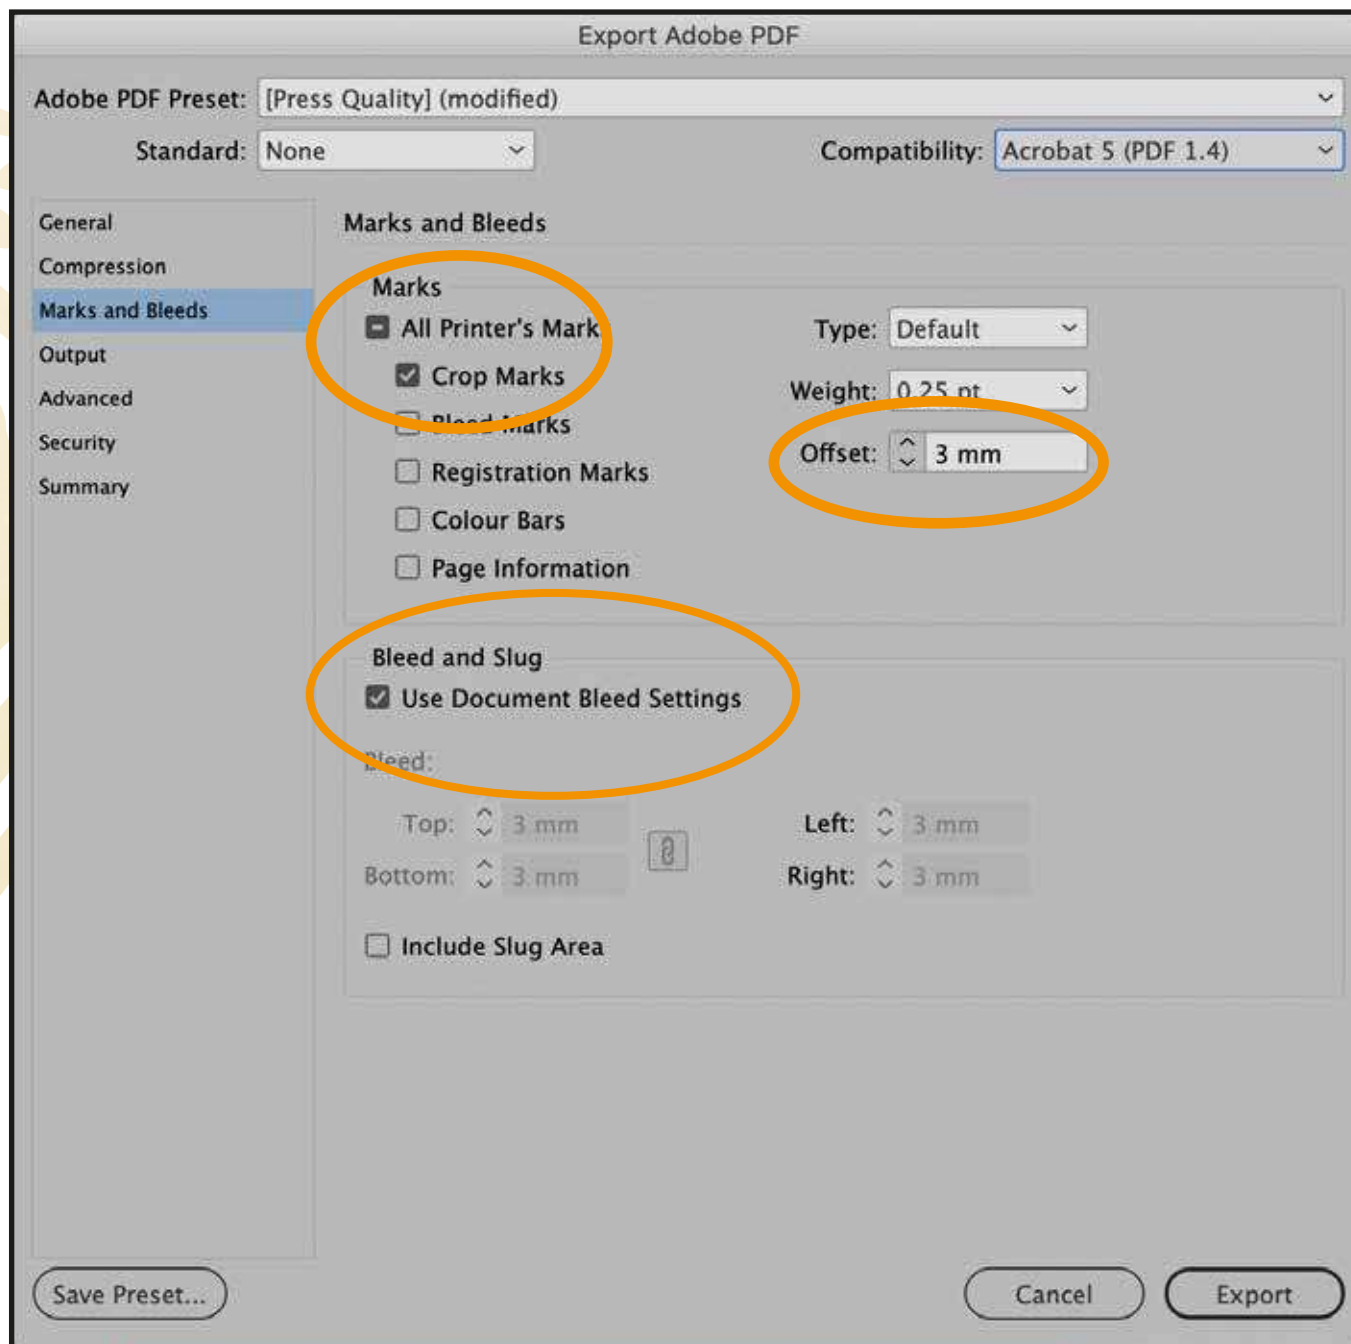 Export Adobe PDF
Adobe PDF Preset: [Press Quality] (modified)
Standard: None
Compatibility: Acrobat 5 (PDF 1.4)
General
Compression
Marks and Bleeds
Output
Advanced
Security
Summary
Marks and Bleeds
Marks
All Printer's Mark
Crop Marks
Bleed Marks
Registration Marks
Colour Bars
Page Information
Type: Default
Weight: 0.25 pt
Offset: 3 mm
Bleed and Slug
Use Document Bleed Settings
Bleed:
Top: 3 mm
Bottom: 3 mm
Left: 3 mm
Right: 3 mm
Include Slug Area
Save Preset...
Cancel
Export